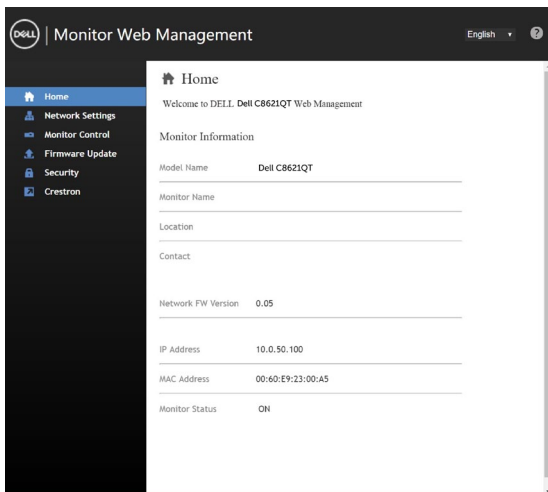 DELL | Monitor Web Management English ?
Home
Network Settings
Monitor Control
Firmware Update
Security
Crestron
Home
Welcome to DELL Dell C8621QT Web Management
Monitor Information
Model Name Dell C8621QT
Monitor Name
Location
Contact
Network FW Version 0.05
IP Address 10.0.50.100
MAC Address 00:60:E9:23:00:A5
Monitor Status ON